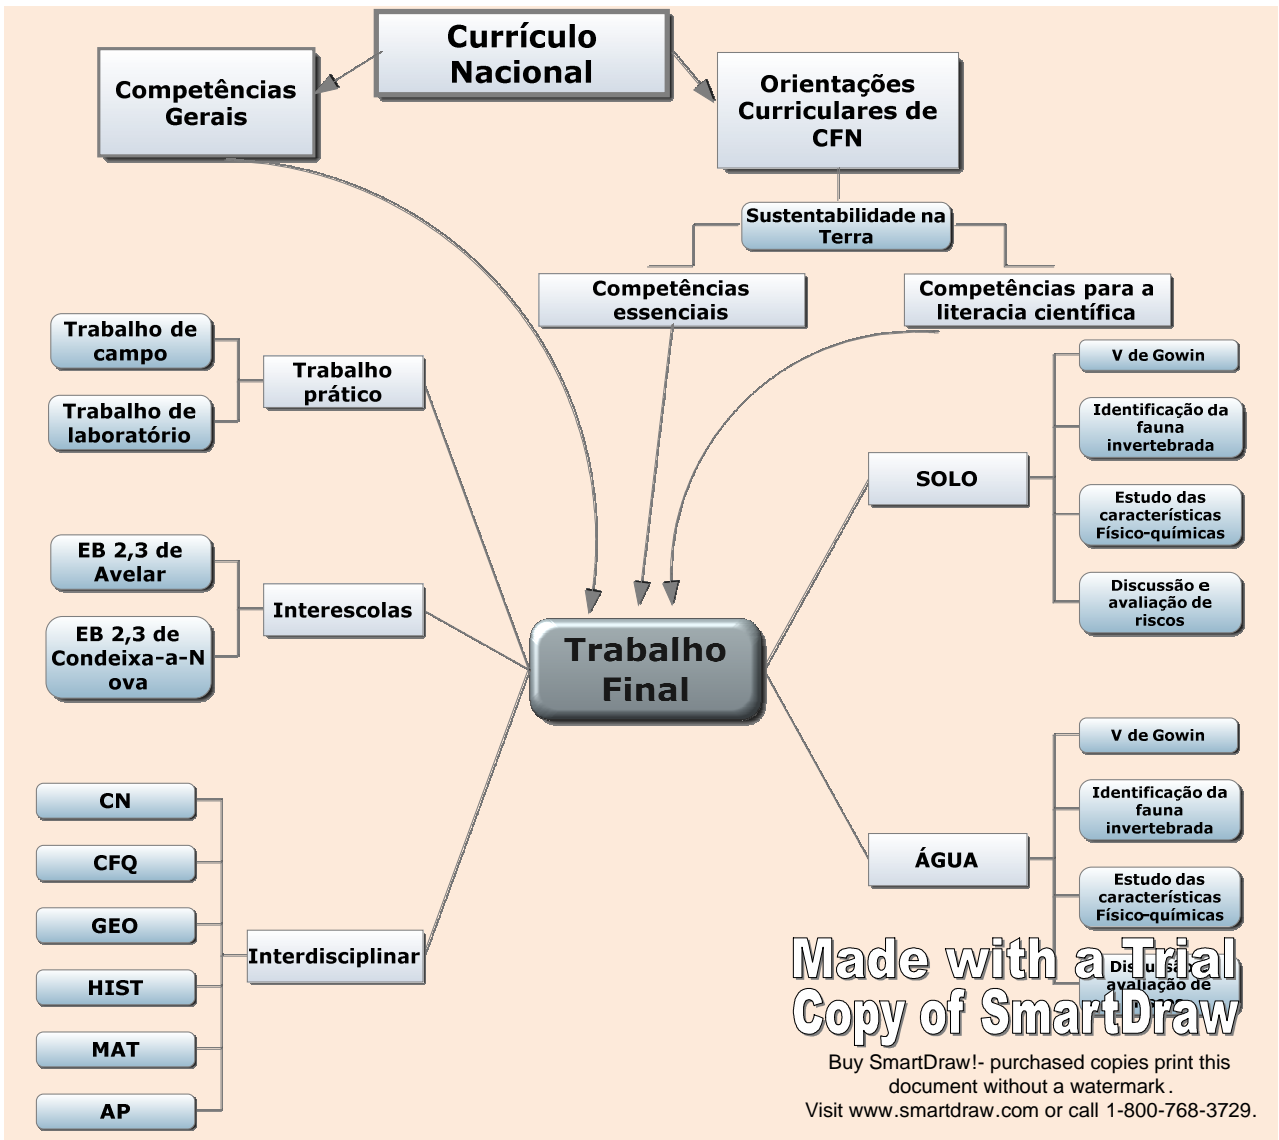 Currículo
Nacional
Competências
Gerais
Orientações
Curriculares de
CFN
Sustentabilidade na
Terra
Competências
essenciais
Competências para a
literacia científica
Trabalho de
campo
Trabalho de
laboratório
Trabalho
prático
EB 2,3 de
Avelar
EB 2,3 de
Condeixa-a-N
ova
Interescolas
CN
CFQ
GEO
HIST
MAT
AP
Interdisciplinar
Trabalho
Final
SOLO
V de Gowin
Identificação da
fauna
invertebrada
Estudo das
características
Físico-químicas
Discussão e
avaliação de
riscos
ÁGUA
V de Gowin
Identificação da
fauna
invertebrada
Estudo das
características
Físico-químicas
avaliação de
Made with a Trial
Copy of SmartDraw
Buy SmartDraw!- purchased copies print this
document without a watermark .
Visit www.smartdraw.com or call 1-800-768-3729.